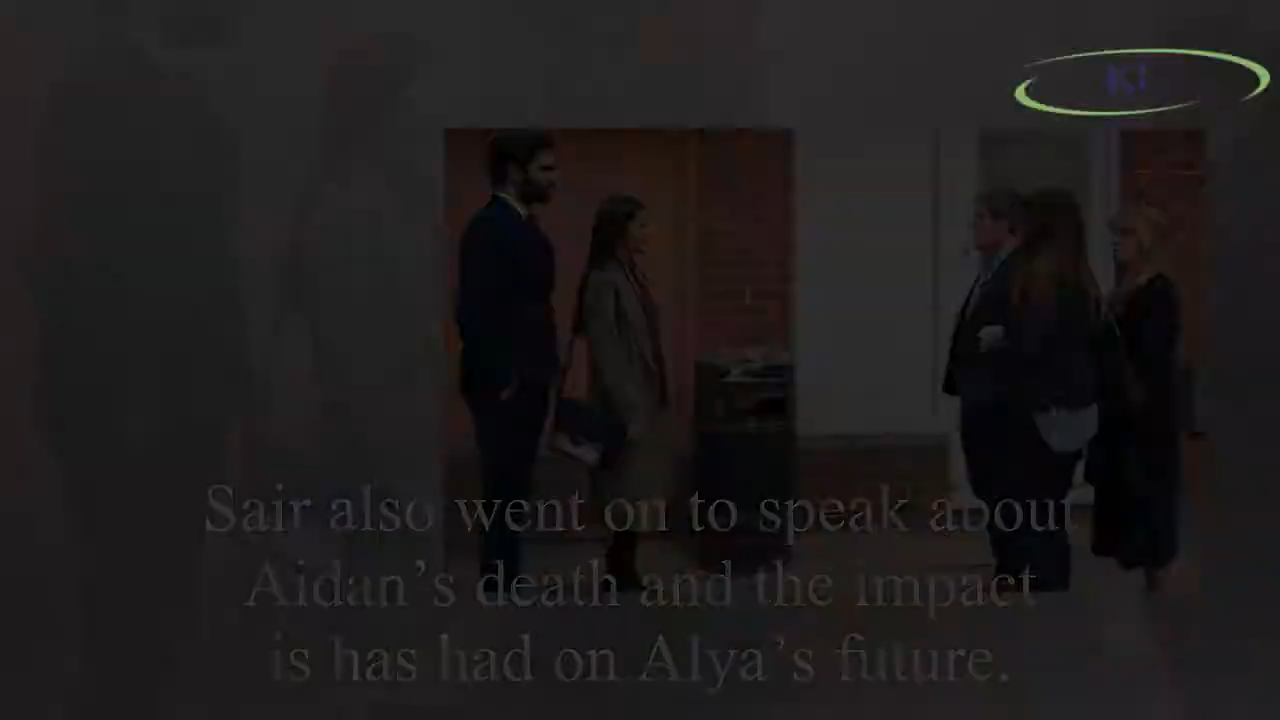 K!
Sair also went on to speak about
Aidan’s death and the impact
is has had on Alya’s future.